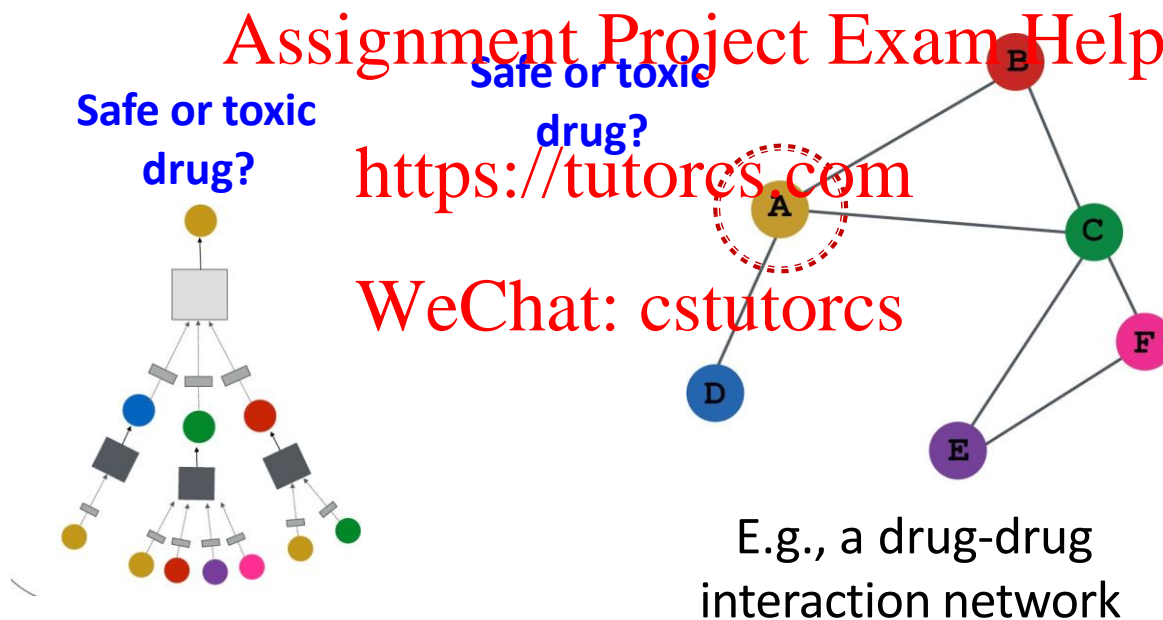 Assignment Project Exam Help
Safe or toxic
drug?
Safe or toxic
drug?
https://tutorcs.com
WeChat: cstutorcs
B
A
C
F
D
E
E.g., a drug-drug
interaction network